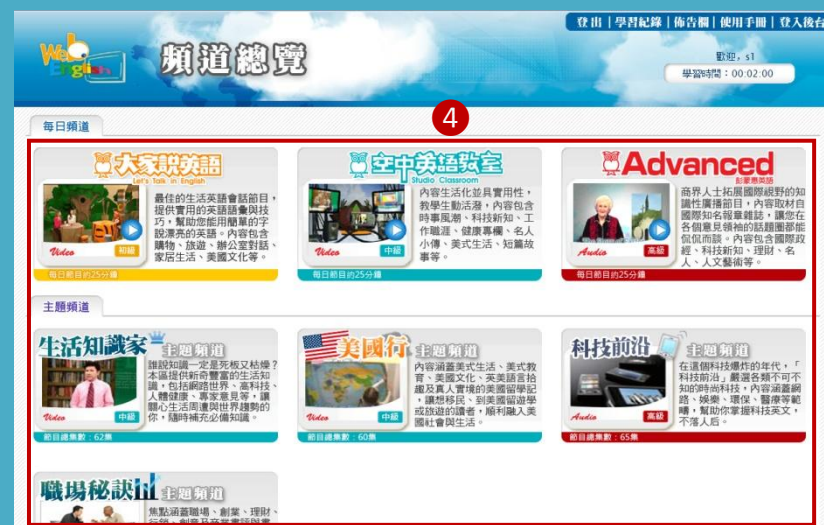 登出 | 學習紀錄 | 佈告欄 | 使用手冊 | 登入後台
Web
English
頻道總覽
歡迎，s1
學習時間：00:02:00
4
每日頻道
大家說英語
Let's Talk in English
最佳的生活英語會話節目，
提供實用的英語語彙與技
巧，幫助您能用簡單的字
說漂亮的英語。內容包含
購物、旅遊、辦公室對話、
家居生活、美國文化等。
Video
初級
每日節目約25分鐘
空中英語教室
Studio Classroom
內容生活化並具實用性，
教學生動活潑，內容包含
時事風潮、科技新知、工
作職涯、健康專欄、名人
小傳、美式生活、短篇故
事等。
Video
中級
每日節目約25分鐘
Advanced
彭蒙惠英語
商界人士拓展國際視野的知
識性廣播節目，內容取材自
國際知名報章雜誌，讓您在
各個意見領袖的話題圈都能
侃侃而談。內容包含國際政
經、科技新知、理財、名
人、人文藝術等。
Audio
高級
每日節目約25分鐘
主題頻道
生活知識家
主題頻道
誰說知識一定是死板又枯燥？
本區提供新奇豐富的生活知
識，包括網路世界、高科技、
人體健康、專家意見等，讓
關心生活周遭與世界趨勢的
你，隨時補充必備知識。
Video
中級
節目總集數：62集
美國行
主題頻道
內容涵蓋美式生活、美式教
育、美國文化、英美語言拾
趣及真人實境的美國留學記
，讓想移民、到美國留遊學
或旅遊的讀者，順利融入美
國社會與生活。
Video
中級
節目總集數：60集
科技前沿
主題頻道
在這個科技爆炸的年代，「
科技前沿」嚴選各類不可不
知的時尚科技，內容涵蓋網
路、娛樂、環保、醫療等範
疇，幫助你掌握科技英文，
不落人后。
Audio
高級
節目總集數：65集
職場秘訣
主題頻道
焦點涵蓋職場、創業、理財、